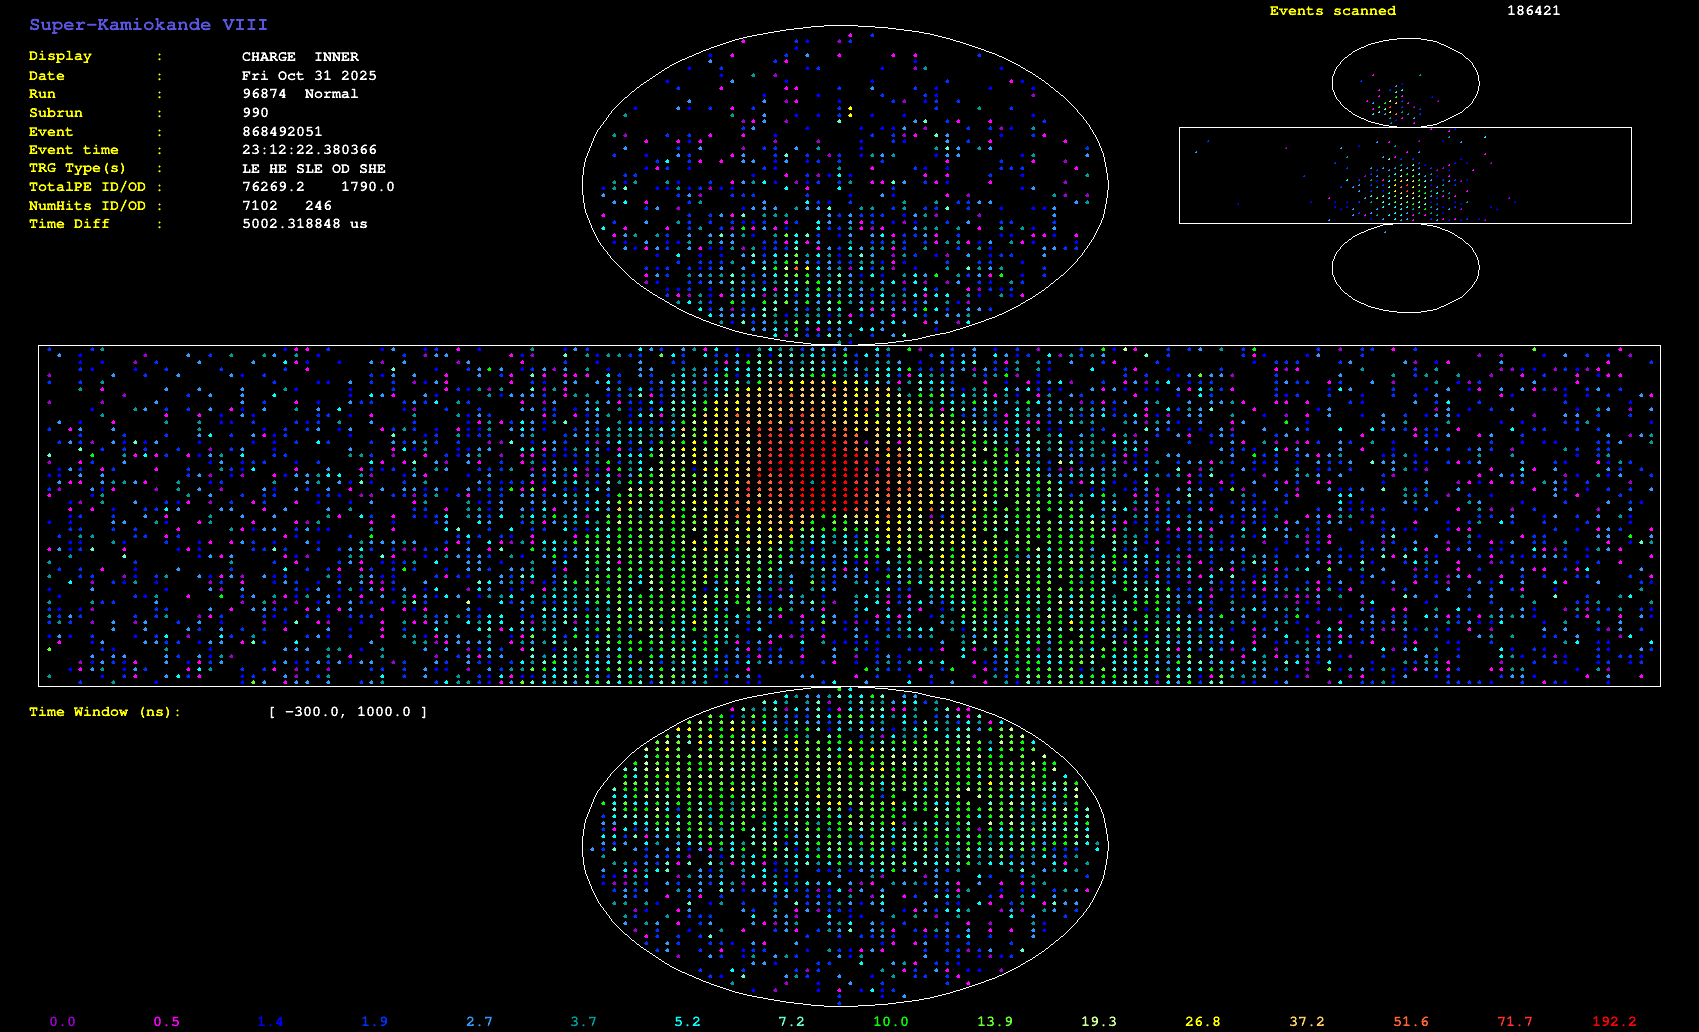 Super-Kamiokande VIII
Display : CHARGE INNER
Date : Fri Oct 31 2025
Run : 96874 Normal
Subrun : 990
Event : 868492051
Event time : 23:12:22.380366
TRG Type(s) : LE HE SLE OD SHE
TotalPE ID/OD : 76269.2 1790.0
NumHits ID/OD : 7102 246
Time Diff : 5002.318848 us
Events scanned 186421
Time Window (ns): [ -300.0, 1000.0 ]
0.0 0.5 1.4 1.9 2.7 3.7 5.2 7.2 10.0 13.9 19.3 26.8 37.2 51.6 71.7 192.2